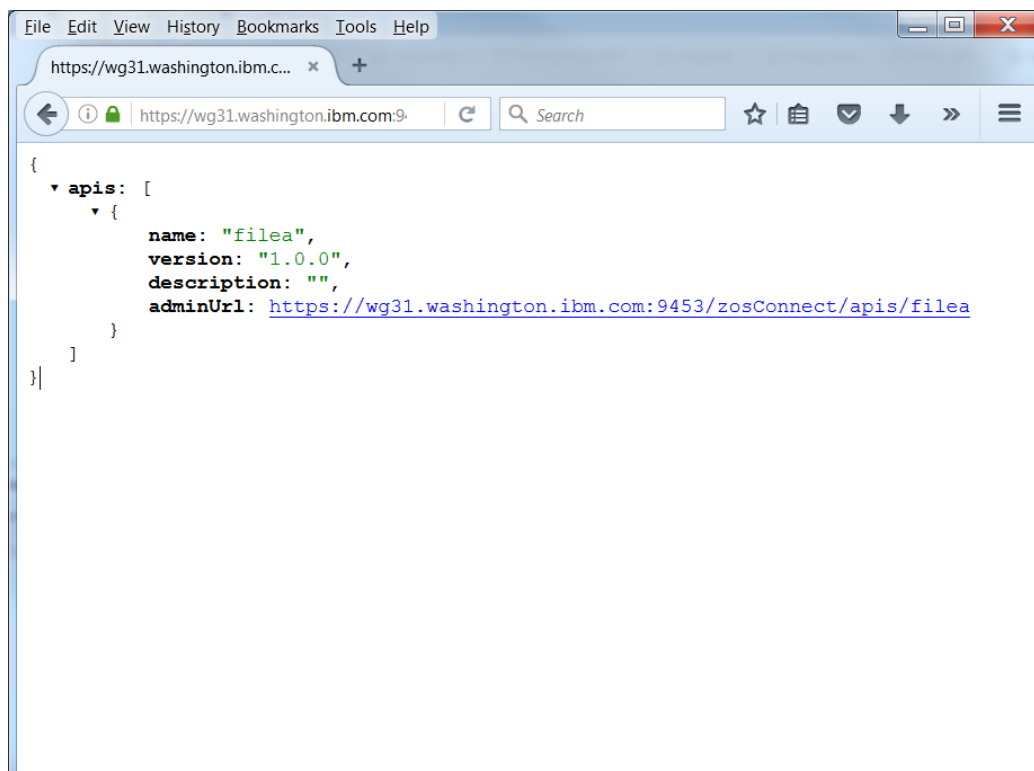 File Edit View History Bookmarks Tools Help
https://wg31.washington.ibm.c... × +
https://wg31.washington.ibm.com:9 Search
{
apis: [
{
name: "filea",
version: "1.0.0",
description: "",
adminUrl: https://wg31.washington.ibm.com:9453/zosConnect/apis/filea
}
]
}